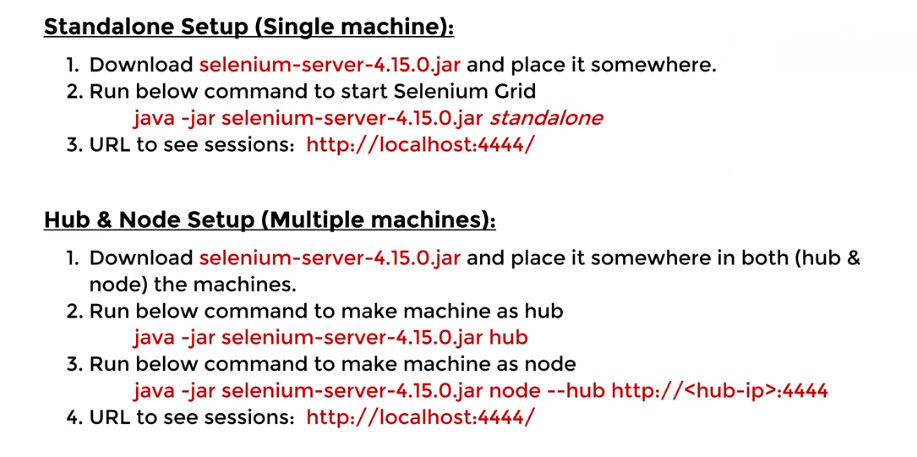 Standalone Setup (Single machine):
1. Download selenium-server-4.15.0.jar and place it somewhere.
2. Run below command to start Selenium Grid
java -jar selenium-server-4.15.0.jar standalone
3. URL to see sessions: http://localhost:4444/
Hub & Node Setup (Multiple machines):
1. Download selenium-server-4.15.0.jar and place it somewhere in both (hub &
node) the machines.
2. Run below command to make machine as hub
java -jar selenium-server-4.15.0.jar hub
3. Run below command to make machine as node
java -jar selenium-server-4.15.0.jar node --hub http://<hub-ip>:4444
4. URL to see sessions: http://localhost:4444/